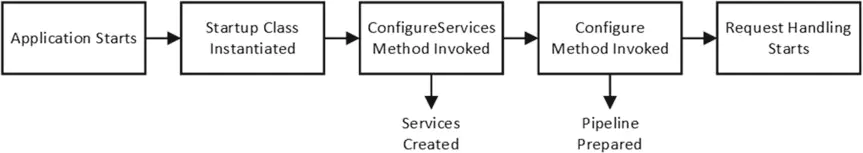 Application Starts
Startup Class
Instantiated
ConfigureServices
Method Invoked
Configure
Method Invoked
Request Handling
Starts
Services
Created
Pipeline
Prepared